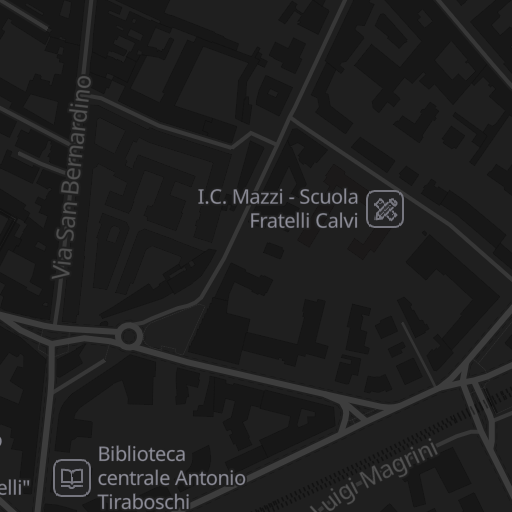 Via-San-Bernardino
I.C. Mazzi - Scuola
Fratelli Calvi
Biblioteca
centrale Antonio
Tiraboschi
elli"
Luigi-Magrini